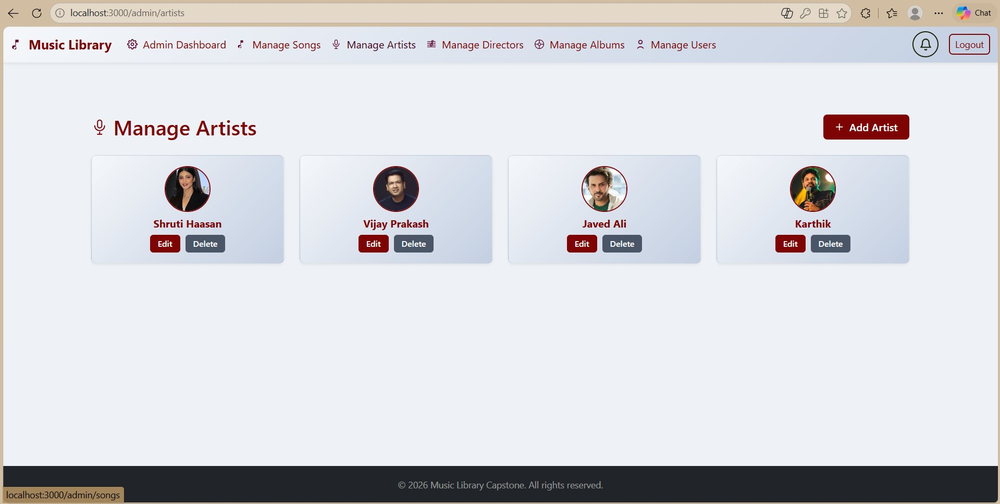 localhost:3000/admin/artists
Chat
Music Library Admin Dashboard Manage Songs Manage Artists Manage Directors Manage Albums Manage Users Logout
Manage Artists
+ Add Artist
Shruti Haasan Vijay Prakash Javed Ali Karthik
Edit Delete Edit Delete Edit Delete Edit Delete
© 2026 Music Library Capstone. All rights reserved.
localhost:3000/admin/songs